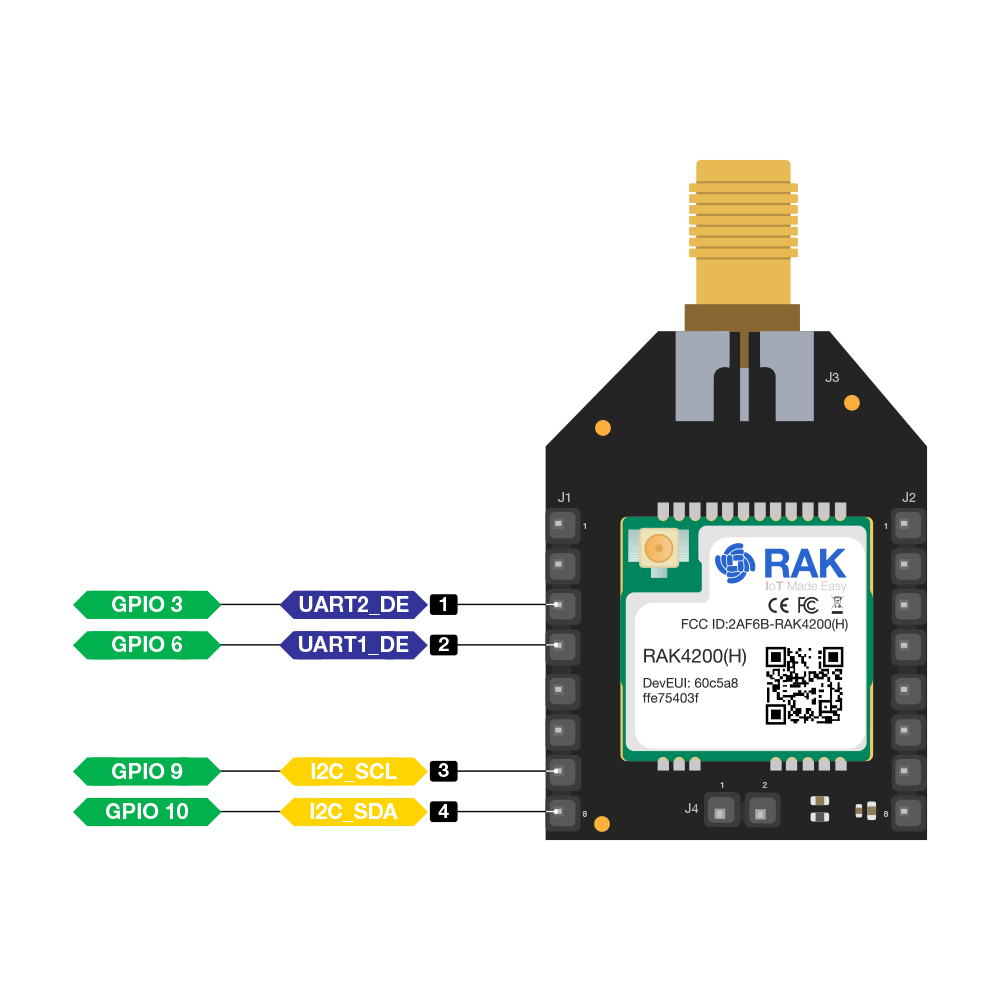 J3
J1
J2
1
1
RAK
IoT Made Easy
CE FC
FCC ID:2AF6B-RAK4200(H)
GPIO 3 UART2_DE 1
GPIO 6 UART1_DE 2
RAK4200(H)
DevEUI: 60c5a8
ffe75403f
GPIO 9 I2C_SCL 3
GPIO 10 I2C_SDA 4
1 2
J4
8
8